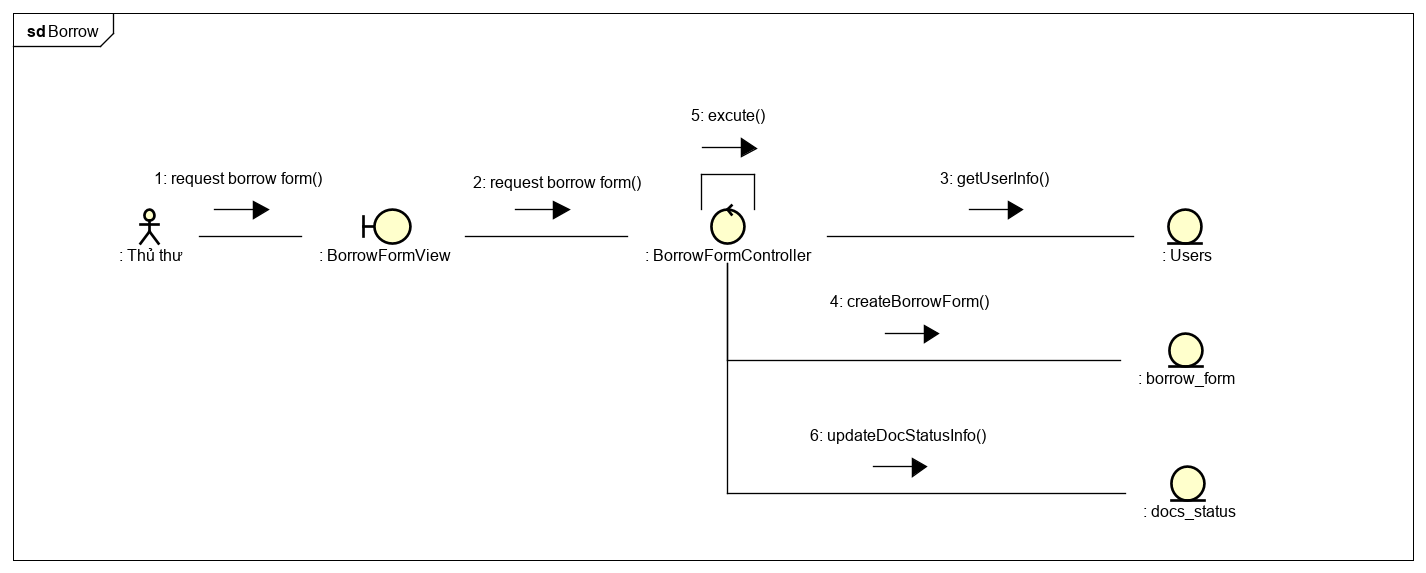 sd Borrow
5: excute()
1: request borrow form()
2: request borrow form()
3: getUserInfo()
: Thủ thư
: BorrowFormView
: BorrowFormController
: Users
4: createBorrowForm()
: borrow_form
6: updateDocStatusInfo()
: docs_status